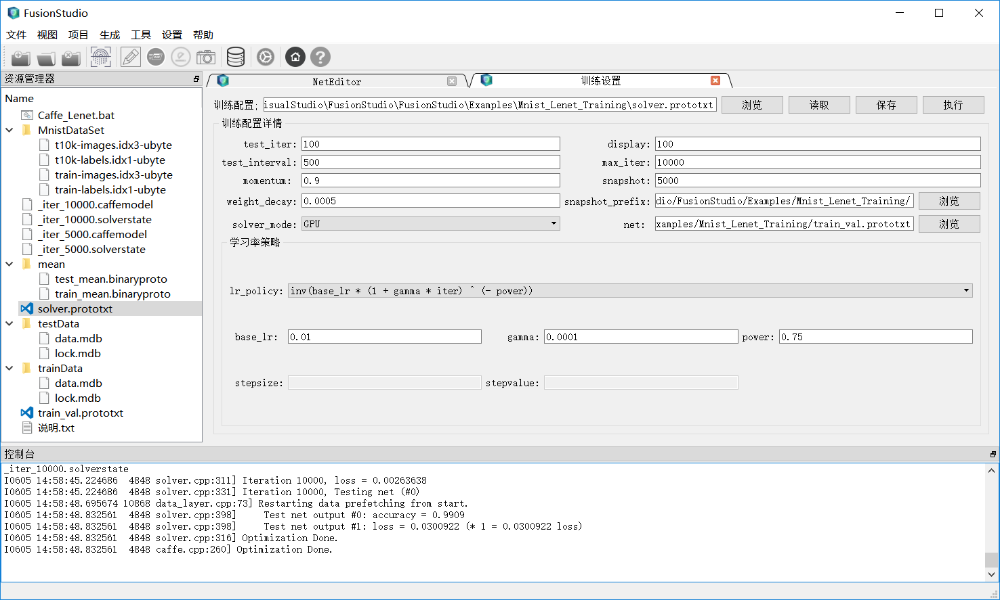 FusionStudio
文件 视图 项目 生成 工具 设置 帮助
资源管理器
NetEditor
训练设置
Name
Caffe_Lenet.bat
MnistDataSet
t10k-images.idx3-ubyte
t10k-labels.idx1-ubyte
train-images.idx3-ubyte
train-labels.idx1-ubyte
_iter_10000.caffemodel
_iter_10000.solverstate
_iter_5000.caffemodel
_iter_5000.solverstate
mean
test_mean.binaryproto
train_mean.binaryproto
solver.prototxt
testData
data.mdb
lock.mdb
trainData
data.mdb
lock.mdb
train_val.prototxt
说明.txt
训练配置: isualStudio\FusionStudio\FusionStudio\Examples\Mnist_Lenet_Training\solver.prototxt 浏览 读取 保存 执行
训练配置详情
test_iter: 100 display: 100
test_interval: 500 max_iter: 10000
momentum: 0.9 snapshot: 5000
weight_decay: 0.0005 snapshot_prefix: dio/FusionStudio/Examples/Mnist_Lenet_Training/ 浏览
solver_mode: GPU net: xamples/Mnist_Lenet_Training/train_val.prototxt 浏览
学习率策略
lr_policy: inv(base_lr * (1 + gamma * iter) ^ (- power))
base_lr: 0.01 gamma: 0.0001 power: 0.75
stepsize: stepvalue:
控制台
_iter_10000.solverstate
I0605 14:58:45.224686  4848 solver.cpp:311] Iteration 10000, loss = 0.00263638
I0605 14:58:45.224686  4848 solver.cpp:331] Iteration 10000, Testing net (#0)
I0605 14:58:48.695674 10868 data_layer.cpp:73] Restarting data prefetching from start.
I0605 14:58:48.832561  4848 solver.cpp:398]     Test net output #0: accuracy = 0.9909
I0605 14:58:48.832561  4848 solver.cpp:398]     Test net output #1: loss = 0.0300922 (* 1 = 0.0300922 loss)
I0605 14:58:48.832561  4848 solver.cpp:316] Optimization Done.
I0605 14:58:48.832561  4848 caffe.cpp:260] Optimization Done.